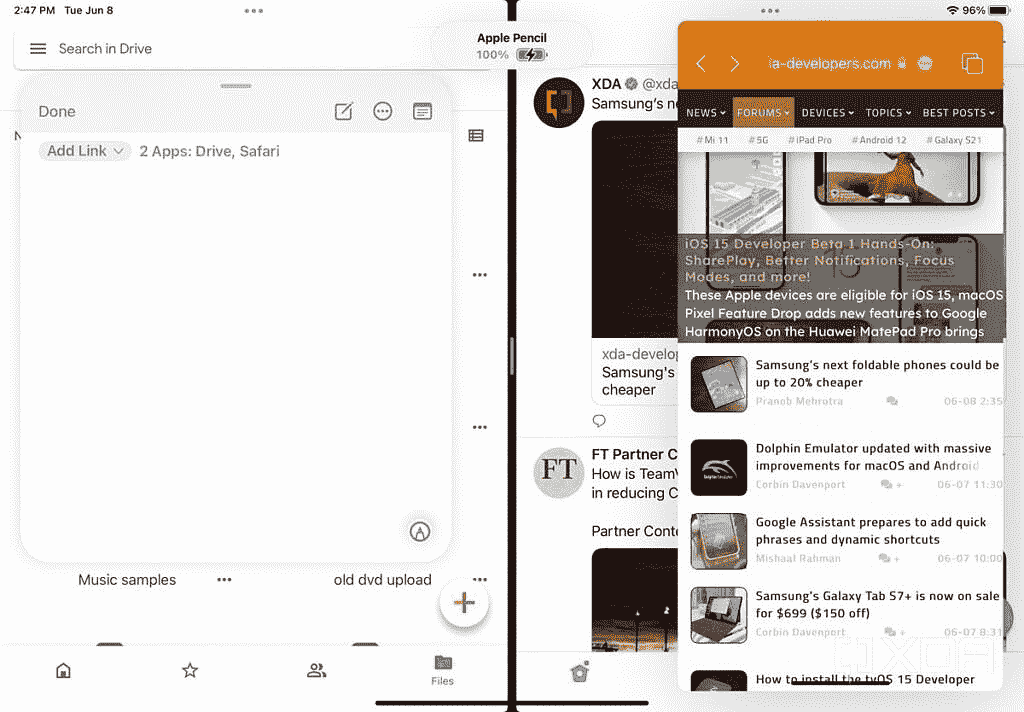 2:47 PM Tue Jun 8
96%
Apple Pencil
100%
Search in Drive
Done
Add Link
2 Apps: Drive, Safari
Music samples
old dvd upload
Files
XDA @xda
Samsung's ne
xda-develop
Samsung's
cheaper
FT
FT Partner C
How is Team
in reducing C
Partner Conte
a-developers.com
NEWS FORUMS DEVICES TOPICS BEST POSTS
#Mi 11 #5G #iPad Pro #Android 12 #Galaxy S21
iOS 15 Developer Beta 1 Hands-On:
SharePlay, Better Notifications, Focus
Modes, and more!
These Apple devices are eligible for iOS 15, macOS
Pixel Feature Drop adds new features to Google
HarmonyOS on the Huawei MatePad Pro brings
Samsung's next foldable phones could be
up to 20% cheaper
Pranob Mehrotra 06-08 2:35
Dolphin Emulator updated with massive
improvements for macOS and Android
Corbin Davenport + 06-07 11:30
Google Assistant prepares to add quick
phrases and dynamic shortcuts
Mishaal Rahman + 06-07 10:00
Samsung's Galaxy Tab S7+ is now on sale
for $699 ($150 off)
Corbin Davenport + 06-07 8:31
How to install the tvOS 15 Developer
XDA